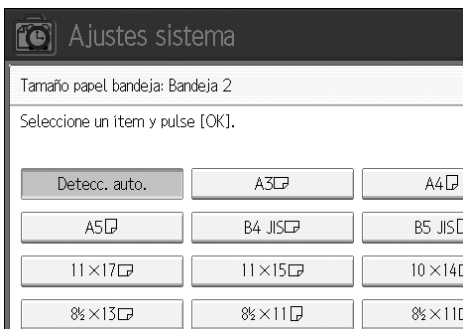 Ajustes sistema
Tamaño papel bandeja: Bandeja 2
Seleccione un ítem y pulse [OK].
Detecc. auto. A3 A4
A5 B4 JIS B5 JIS
11×17 11×15 10×14
8½×13 8½×11 8½×11